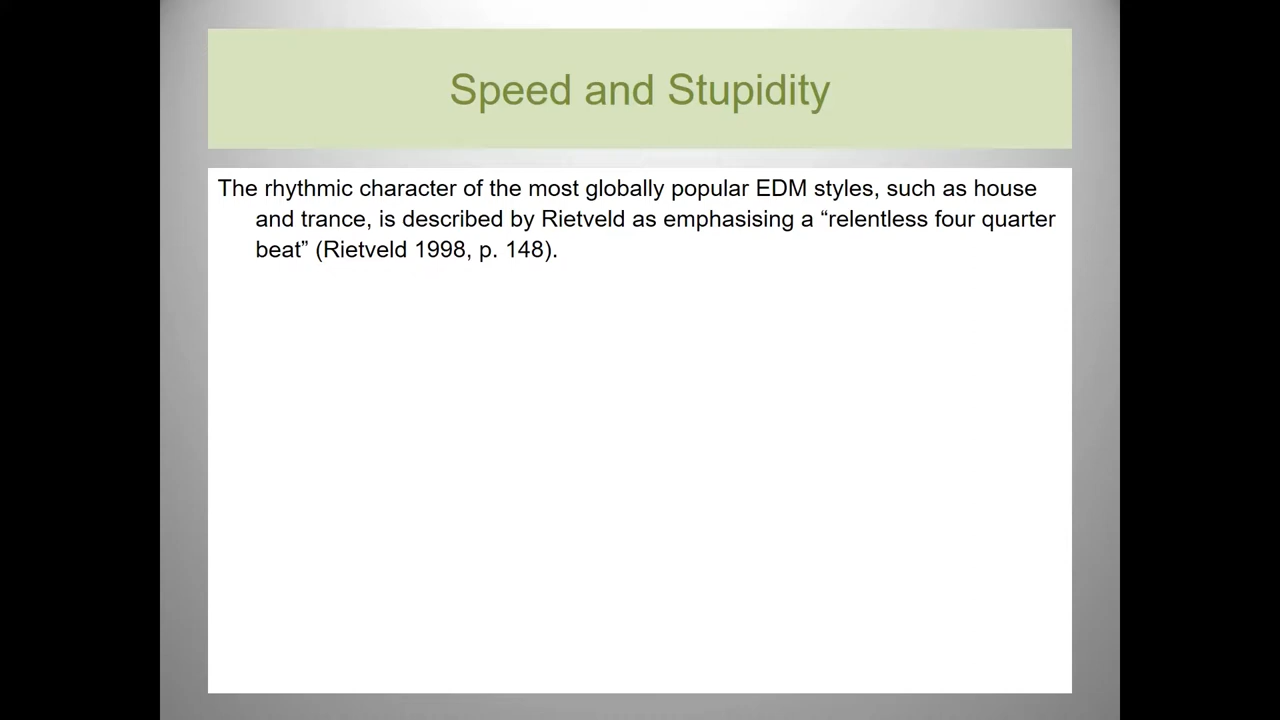 Speed and Stupidity
The rhythmic character of the most globally popular EDM styles, such as house
and trance, is described by Rietveld as emphasising a “relentless four quarter
beat” (Rietveld 1998, p. 148).